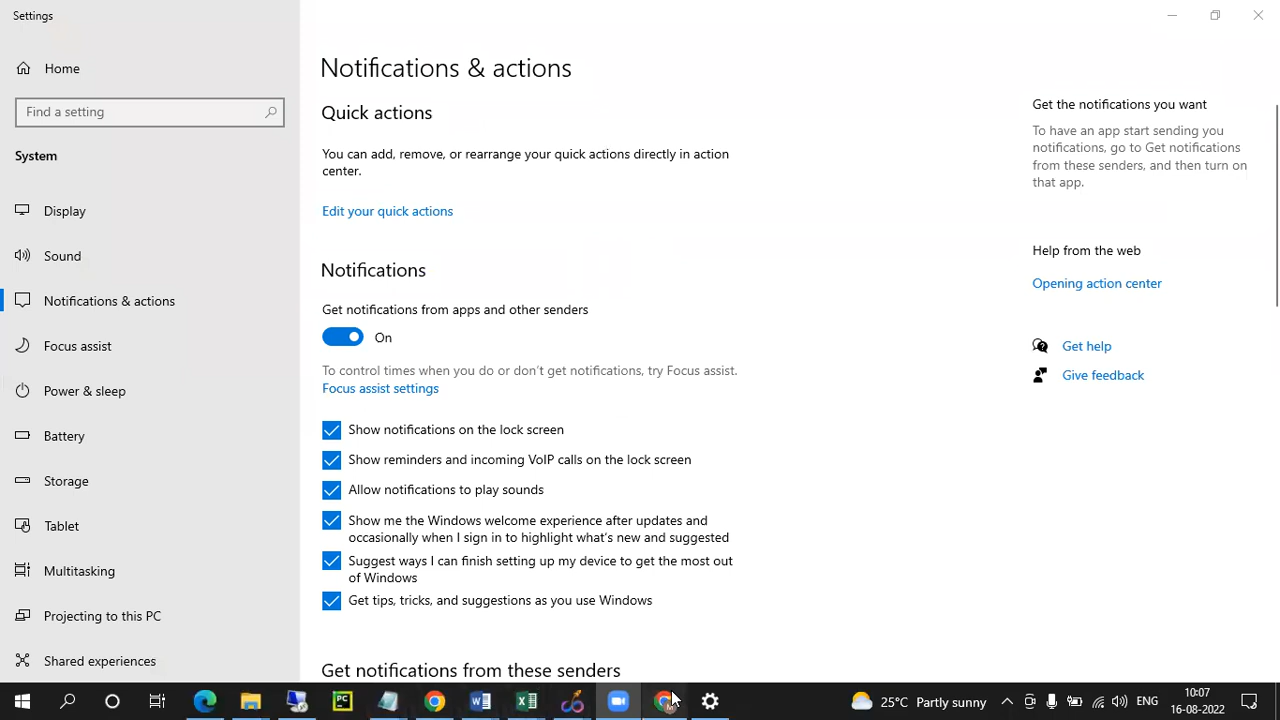 Settings
Home
Find a setting
System
Display
Sound
Notifications & actions
Focus assist
Power & sleep
Battery
Storage
Tablet
Multitasking
Projecting to this PC
Shared experiences
Notifications & actions
Quick actions
You can add, remove, or rearrange your quick actions directly in action
center.
Edit your quick actions
Notifications
Get notifications from apps and other senders
On
To control times when you do or don't get notifications, try Focus assist.
Focus assist settings
Show notifications on the lock screen
Show reminders and incoming VoIP calls on the lock screen
Allow notifications to play sounds
Show me the Windows welcome experience after updates and
occasionally when I sign in to highlight what's new and suggested
Suggest ways I can finish setting up my device to get the most out
of Windows
Get tips, tricks, and suggestions as you use Windows
Get notifications from these senders
Get the notifications you want
To have an app start sending you
notifications, go to Get notifications
from these senders, and then turn on
that app.
Help from the web
Opening action center
Get help
Give feedback
PC
25°C Partly sunny
ENG
10:07
16-08-2022